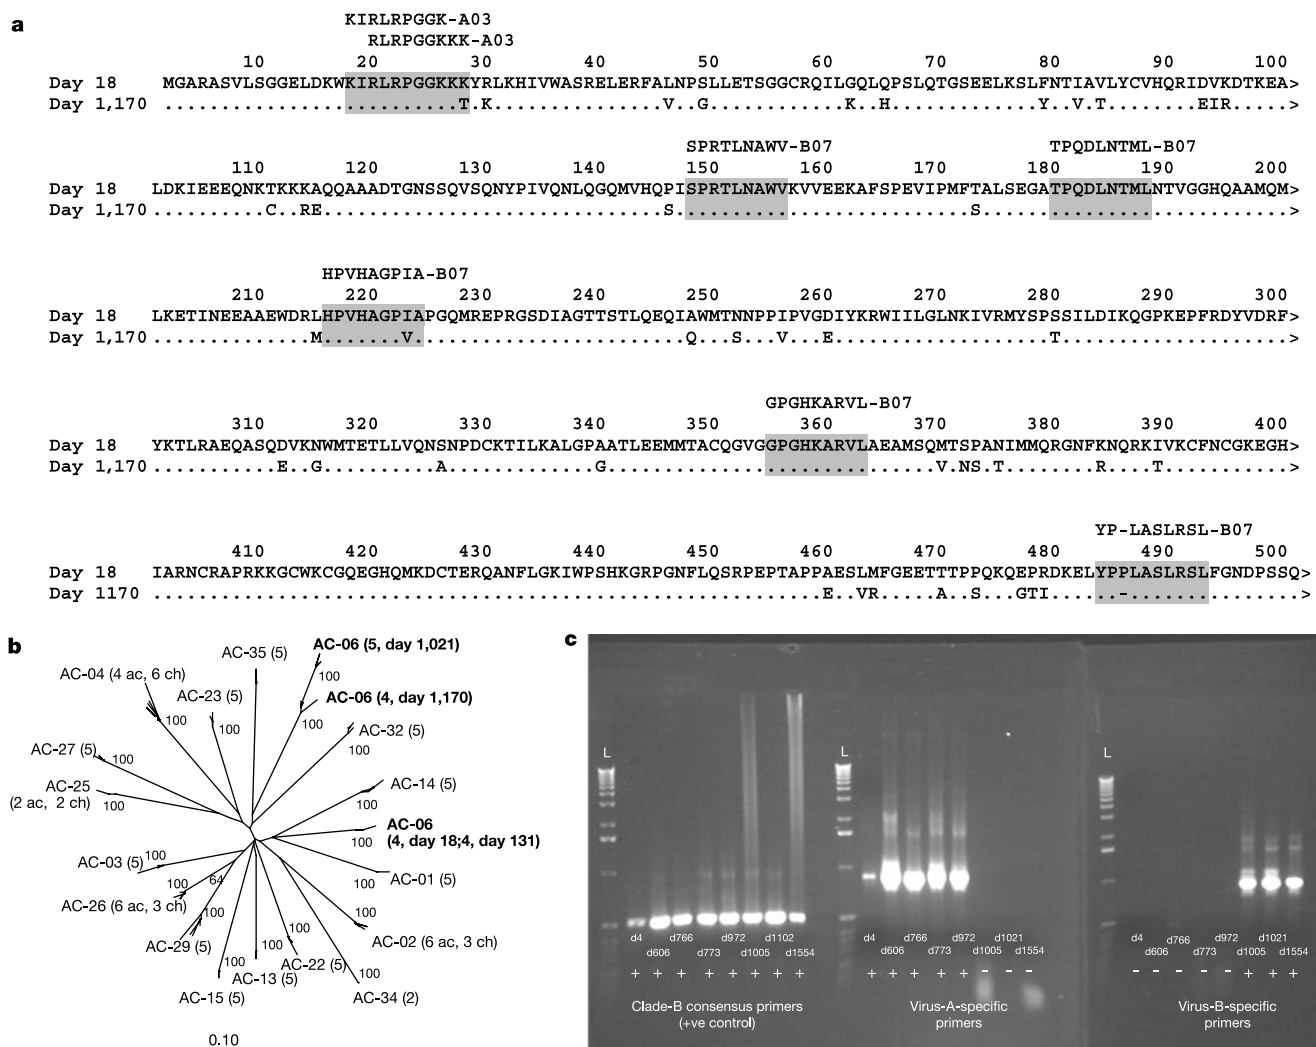 a
KIRLRPGGK-A03
RLRPGGKKK-A03
10 20 30 40 50 60 70 80 90 100
Day 18 MGARASVLSGGELDKWKIRLRPGGKKKYRLKHIVWASRELERFALNPSLLETSGGCRQILGQLQPSLQTGSEELKSLFNTIAVLYCVHQRIDVKDTKEA>
Day 1,170 ..........................T.K...............V..G............K..H.............Y..V.T........EIR.....>
SPRTLNAWV-B07 TPQDLNTML-B07
110 120 130 140 150 160 170 180 190 200
Day 18 LDKIEEEQNKTKKKAQQAAADTGNSSQVSQNYPIVQNLQGQMVHQPISPRTLNAWVKVVEEKAFSPEVIPMFTALSEGATPQDLNTMLNTVGGHQAAMQM>
Day 1,170 ..........C..RE..............................S..........................S...........................>
HPVHAGPIA-B07
210 220 230 240 250 260 270 280 290 300
Day 18 LKETINEEAAEWDRLHPVHAGPIAPGQMREPRGSDIAGTTSTLQEQIAWMTNNPPIPVGDIYKRWIILGLNKIVRMYSPSSILDIKQGPKEPFRDYVDRF>
Day 1,170 ..............M.......V........................Q...S...V...E...................T....................>
GPGHKARVL-B07
310 320 330 340 350 360 370 380 390 400
Day 18 YKTLRAEQASQDVKNWMTETLLVQNSNPDCKTILKALGPAATLEEMMTACQGVGGPGHKARVLAEAMSQMTSPANIMMQRGNFKNQRKIVKCFNCGKEGH>
Day 1,170 ...........E..G..........A.............G.............................V.NS.T........R....T...........>
YP-LASLRSL-B07
410 420 430 440 450 460 470 480 490 500
Day 18 IARNCRAPRKKGCWKCGQEGHQMKDCTERQANFLGKIWPSHKGRPGNFLQSRPEPTAPPAESLMFGEETTTPPQKQEPRDKELYPPLASLRSLFGNDPSSQ>
Day 1170 ...........................................................E..VR.....A..S...GTI......-...............>
b
AC-35 (5)
AC-06 (5, day 1,021)
100
AC-04 (4 ac, 6 ch)
100
AC-23 (5)
100
AC-06 (4, day 1,170)
100
AC-32 (5)
100
AC-27 (5)
100
AC-25
(2 ac, 2 ch)
100
AC-14 (5)
100
AC-06
(4, day 18;4, day 131)
100
AC-03 (5)
100
AC-01 (5)
100
AC-26 (6 ac, 3 ch)
100
64
AC-02 (6 ac, 3 ch)
100
AC-29 (5)
100
AC-22 (5)
100
AC-13 (5)
100
AC-15 (5)
100
AC-34 (2)
100
0.10
c
L L L
d4 d606 d766 d773 d972 d1005 d1102 d1554
+ + + + + + + +
Clade-B consensus primers
(+ve control)
d4 d606 d766 d773 d972 d1005 d1021 d1554
+ + + + + - - -
Virus-A-specific
primers
d4 d606 d766 d773 d972 d1005 d1021 d1554
- - - - - + + +
Virus-B-specific
primers